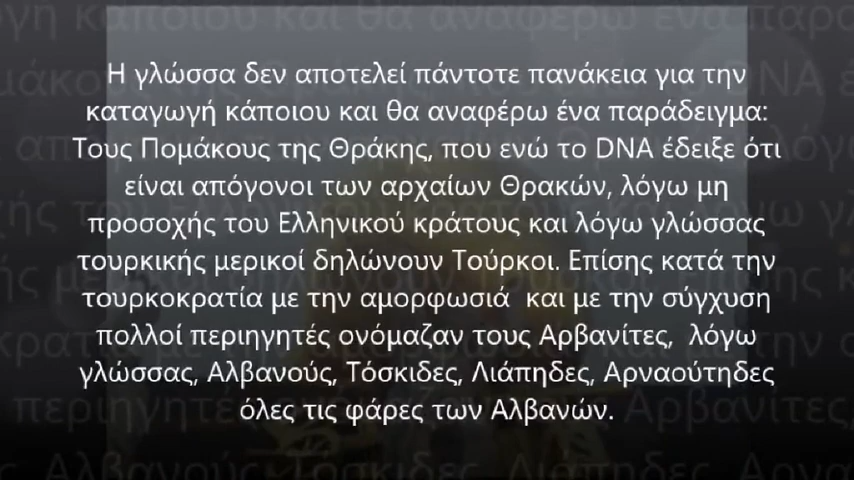 Η γλώσσα δεν αποτελεί πάντοτε πανάκεια για την
καταγωγή κάποιου και θα αναφέρω ένα παράδειγμα:
Τους Πομάκους της Θράκης, που ενώ το DNA έδειξε ότι
είναι απόγονοι των αρχαίων Θρακών, λόγω μη
προσοχής του Ελληνικού κράτους και λόγω γλώσσας
τουρκικής μερικοί δηλώνουν Τούρκοι. Επίσης κατά την
τουρκοκρατία με την αμορφωσιά και με την σύγχυση
πολλοί περιηγητές ονόμαζαν τους Αρβανίτες, λόγω
γλώσσας, Αλβανούς, Τόσκιδες, Λιάπηδες, Αρναούτηδες
όλες τις φάρες των Αλβανών.